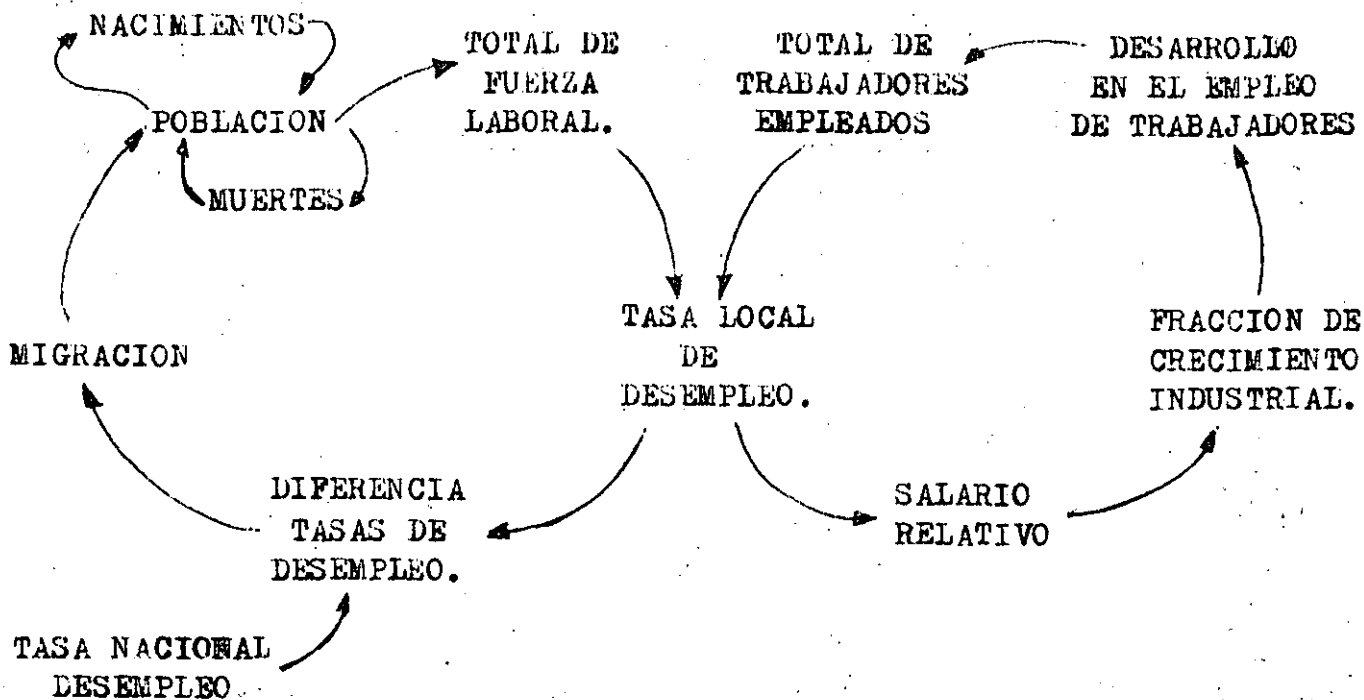 NACIMIENTOS
POBLACION
MUERTES
TOTAL DE
FUERZA
LABORAL.
TOTAL DE
TRABAJADORES
EMPLEADOS
DESARROLLO
EN EL EMPLEO
DE TRABAJADORES
MIGRACION
TASA LOCAL
DE
DESEMPLEO.
FRACCION DE
CRECIMIENTO
INDUSTRIAL.
DIFERENCIA
TASAS DE
DESEMPLEO.
SALARIO
RELATIVO
TASA NACIONAL
DESEMPLEO